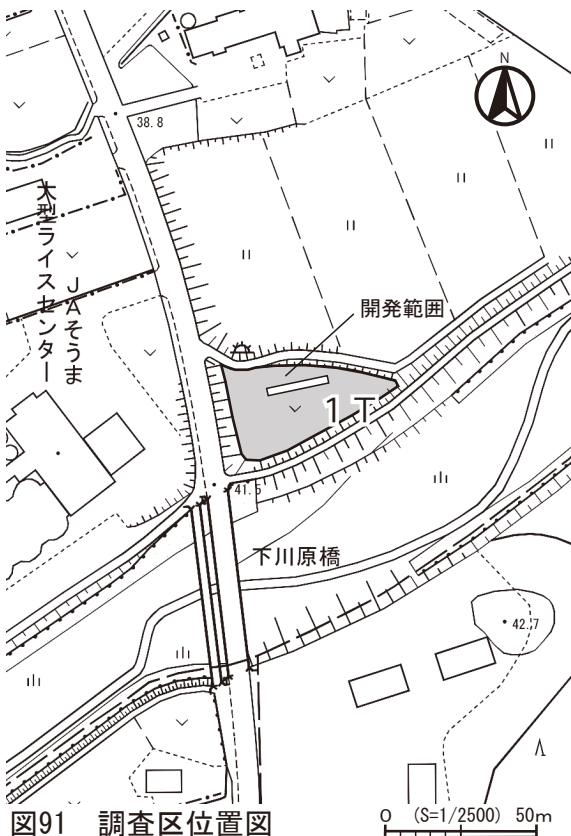 N
38.8
大型ライスセンター
JAそうま
開発範囲
1T
41.5
下川原橋
42.7
図91 調査区位置図
0 (S=1/2500) 50m